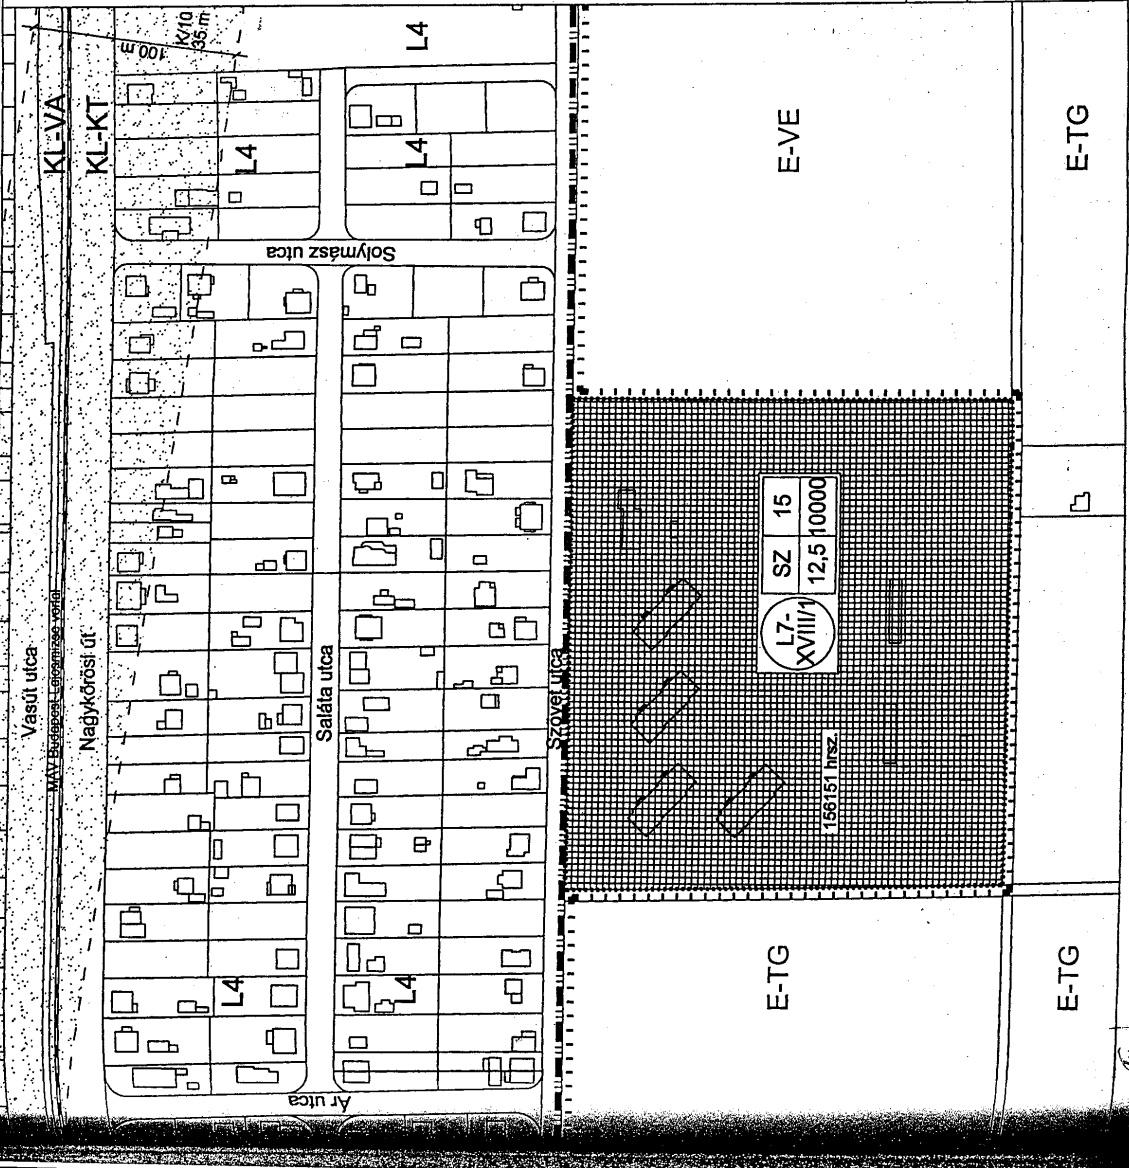 K/10
35 m
100 m
L4
KL-VA
KL-KT
L4
L4
E-VE
E-TG
Solymász utca
Vasút utca
MÁV Budapest-Lajosmizse vonal
Nagykőrösi út
Saláta utca
Szövet utca
L7-
XVIII/1
SZ 15
12,5 10000
156151 hrsz.
L4
L4
E-TG
E-TG
Ár utca